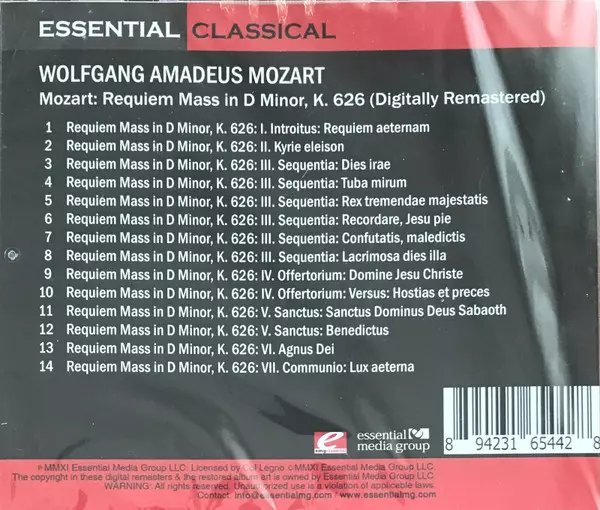 ESSENTIAL CLASSICAL
WOLFGANG AMADEUS MOZART
Mozart: Requiem Mass in D Minor, K. 626 (Digitally Remastered)
1 Requiem Mass in D Minor, K. 626: I. Introitus: Requiem aeternam
2 Requiem Mass in D Minor, K. 626: II. Kyrie eleison
3 Requiem Mass in D Minor, K. 626: III. Sequentia: Dies irae
4 Requiem Mass in D Minor, K. 626: III. Sequentia: Tuba mirum
5 Requiem Mass in D Minor, K. 626: III. Sequentia: Rex tremendae majestatis
6 Requiem Mass in D Minor, K. 626: III. Sequentia: Recordare, Jesu pie
7 Requiem Mass in D Minor, K. 626: III. Sequentia: Confutatis, maledictis
8 Requiem Mass in D Minor, K. 626: III. Sequentia: Lacrimosa dies illa
9 Requiem Mass in D Minor, K. 626: IV. Offertorium: Domine Jesu Christe
10 Requiem Mass in D Minor, K. 626: IV. Offertorium: Versus: Hostias et preces
11 Requiem Mass in D Minor, K. 626: V. Sanctus: Sanctus Dominus Deus Sabaoth
12 Requiem Mass in D Minor, K. 626: V. Sanctus: Benedictus
13 Requiem Mass in D Minor, K. 626: VI. Agnus Dei
14 Requiem Mass in D Minor, K. 626: VII. Communio: Lux aeterna
e
essential
media group
8 94231 65442 8
℗MMXI Essential Media Group LLC. Licensed by Col Legno ©MMXI Essential Media Group LLC.
The copyright in these digital remasters & the restored album art is owned by Essential Media Group LLC.
WARNING: All rights reserved. Unauthorized use is a violation of applicable laws.
Contact: info@essentialmg.com / www.essentialmg.com